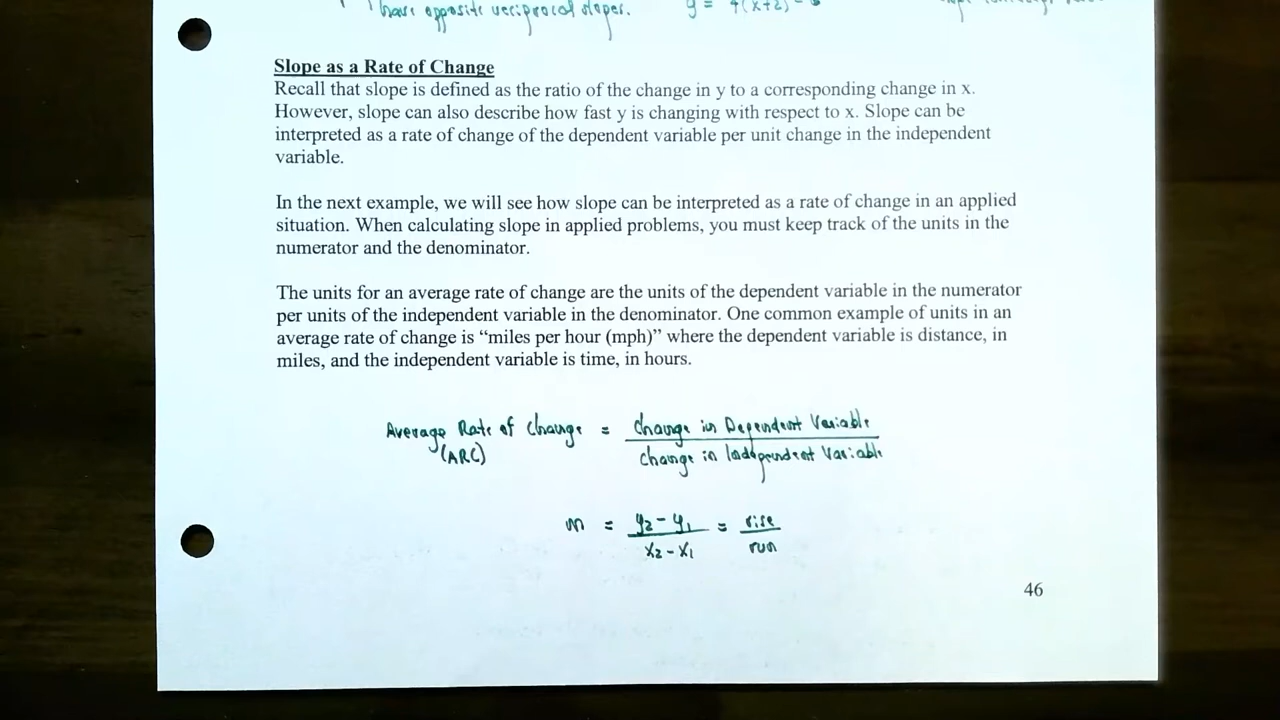 have opposite reciprocal slopes. y = 4(x+2)
Slope as a Rate of Change
Recall that slope is defined as the ratio of the change in y to a corresponding change in x.
However, slope can also describe how fast y is changing with respect to x. Slope can be
interpreted as a rate of change of the dependent variable per unit change in the independent
variable.
In the next example, we will see how slope can be interpreted as a rate of change in an applied
situation. When calculating slope in applied problems, you must keep track of the units in the
numerator and the denominator.
The units for an average rate of change are the units of the dependent variable in the numerator
per units of the independent variable in the denominator. One common example of units in an
average rate of change is “miles per hour (mph)” where the dependent variable is distance, in
miles, and the independent variable is time, in hours.
Average Rate of Change = Change in Dependent Variable
(ARC) Change in Independent Variable
m = y₂ - y₁ = rise
x₂ - x₁ run
46